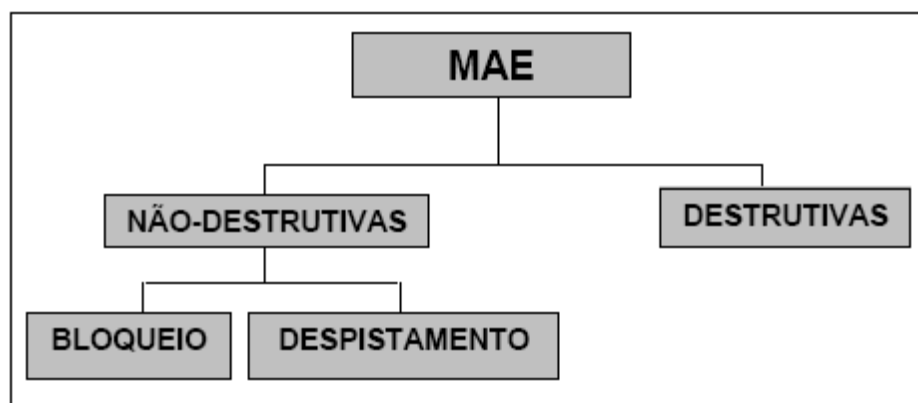 MAE
NÃO-DESTRUTIVAS
DESTRUTIVAS
BLOQUEIO
DESPISTAMENTO